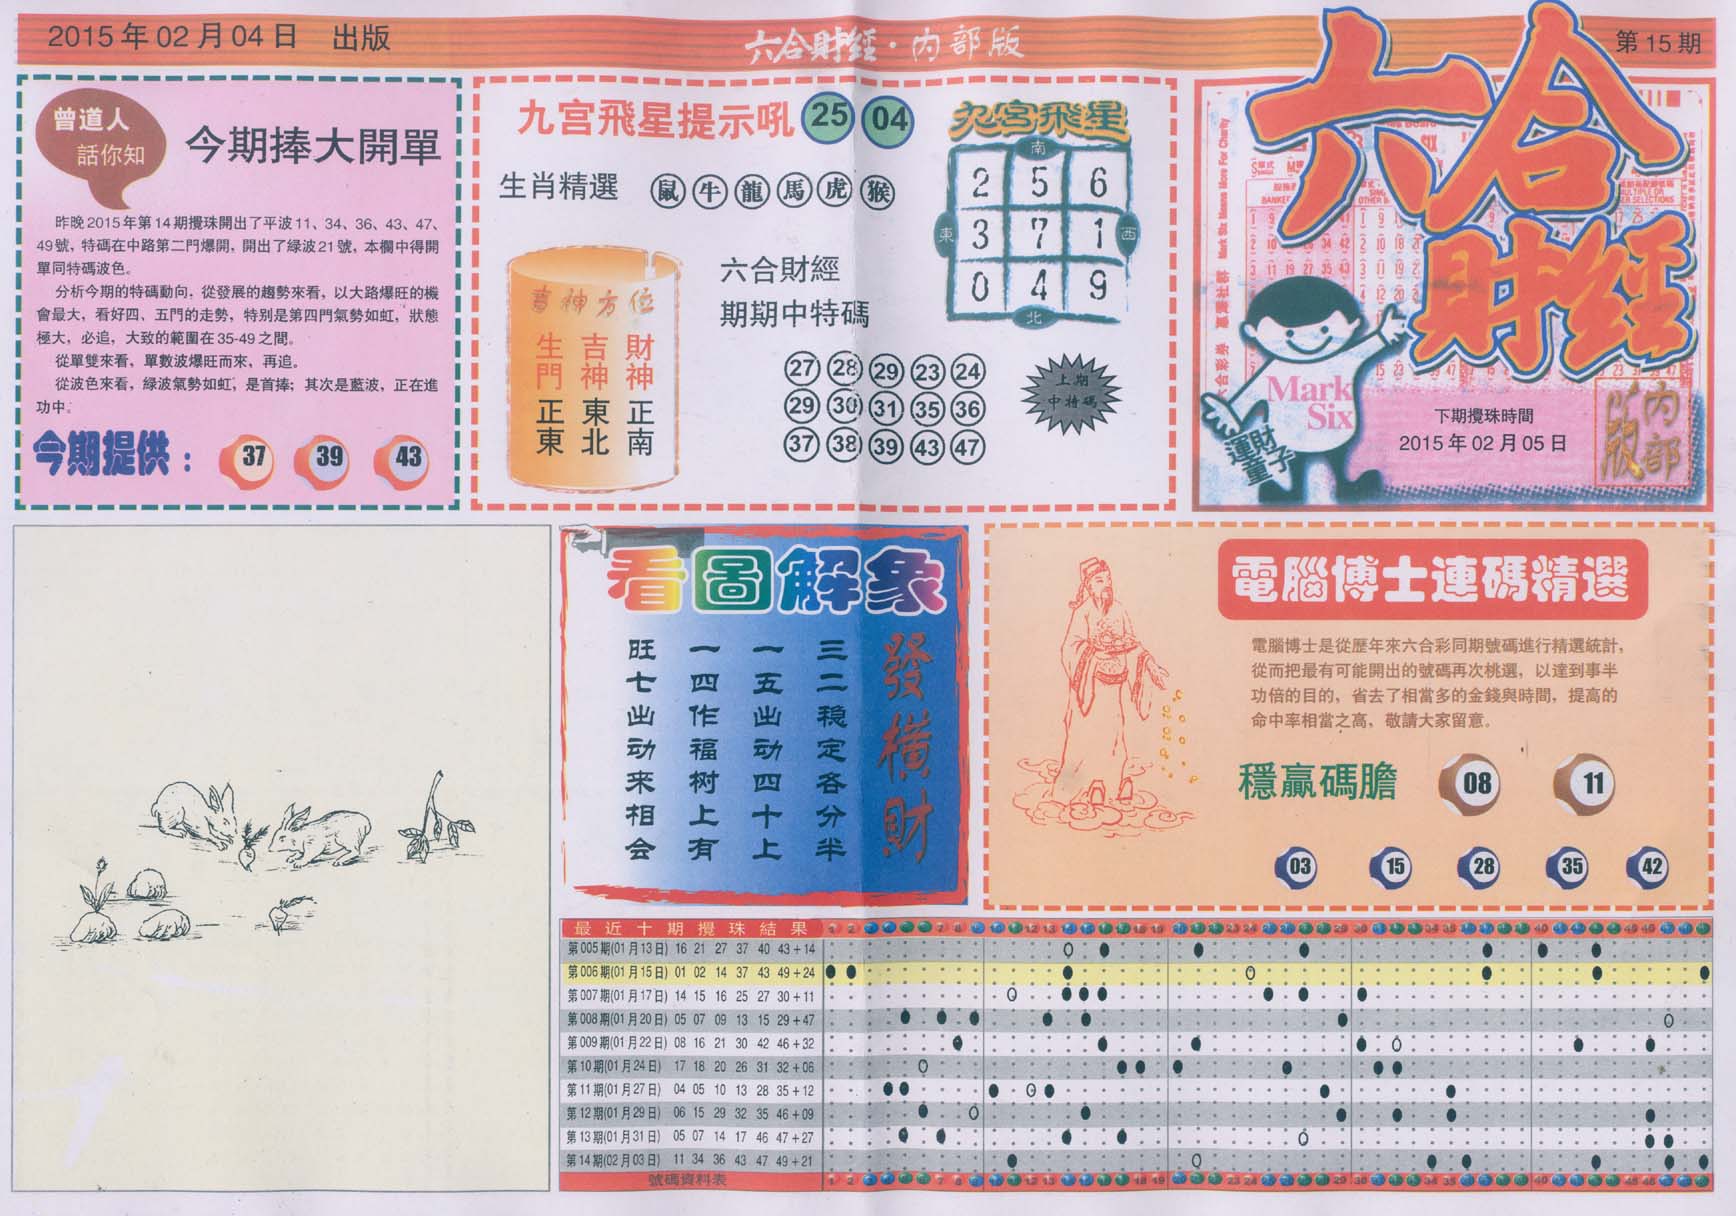 2015年02月04日 出版
六合財經·內部版
第15期
曾道人
話你知
今期捧大開單
昨晚2015年第14期攪珠開出了平波11、34、36、43、47、
49號，特碼在中路第二門爆開，開出了綠波21號，本欄中得開
單同特碼波色。
分析今期的特碼動向，從發展的趨勢來看，以大路爆旺的機
會最大，看好四、五門的走勢，特別是第四門氣勢如虹，狀態
極大，必追，大致的範圍在35-49之間。
從單雙來看，單數波爆旺而來，再追。
從波色來看，綠波氣勢如虹，是首捧；其次是藍波，正在進
功中。
今期提供：
37 39 43
九宮飛星提示吼 25 04
生肖精選 鼠 牛 龍 馬 虎 猴
吉神方位
財神 正南
吉神 東北
生門 正東
六合財經
期期中特碼
27 28 29 23 24
29 30 31 35 36
37 38 39 43 47
九宮飛星
南
2 5 6
東 3 7 1 西
0 4 9
北
上期
中特碼
六合
財經
Mark
Six
運財
童子
下期攪珠時間
2015年02月05日
內部
版
看圖解象
發橫財
三二稳定各分半
一五出动四十上
一四作福树上有
旺七出动来相会
電腦博士連碼精選
電腦博士是從歷年來六合彩同期號碼進行精選統計，
從而把最有可能開出的號碼再次桃選，以達到事半
功倍的目的，省去了相當多的金錢與時間，提高的
命中率相當之高，敬請大家留意。
穩贏碼膽 08 11
03 15 28 35 42
最近十期攪珠結果
第005期(01月13日) 16 21 27 37 40 43+14
第006期(01月15日) 01 02 14 37 43 49+24
第007期(01月17日) 14 15 16 25 27 30+11
第008期(01月20日) 05 07 09 13 15 29+47
第009期(01月22日) 08 16 21 30 42 46+32
第10期(01月24日) 17 18 20 26 31 32+06
第11期(01月27日) 04 05 10 13 28 35+12
第12期(01月29日) 06 15 29 32 35 46+09
第13期(01月31日) 05 07 14 17 46 47+27
第14期(02月03日) 11 34 36 43 47 49+21
號碼資料表